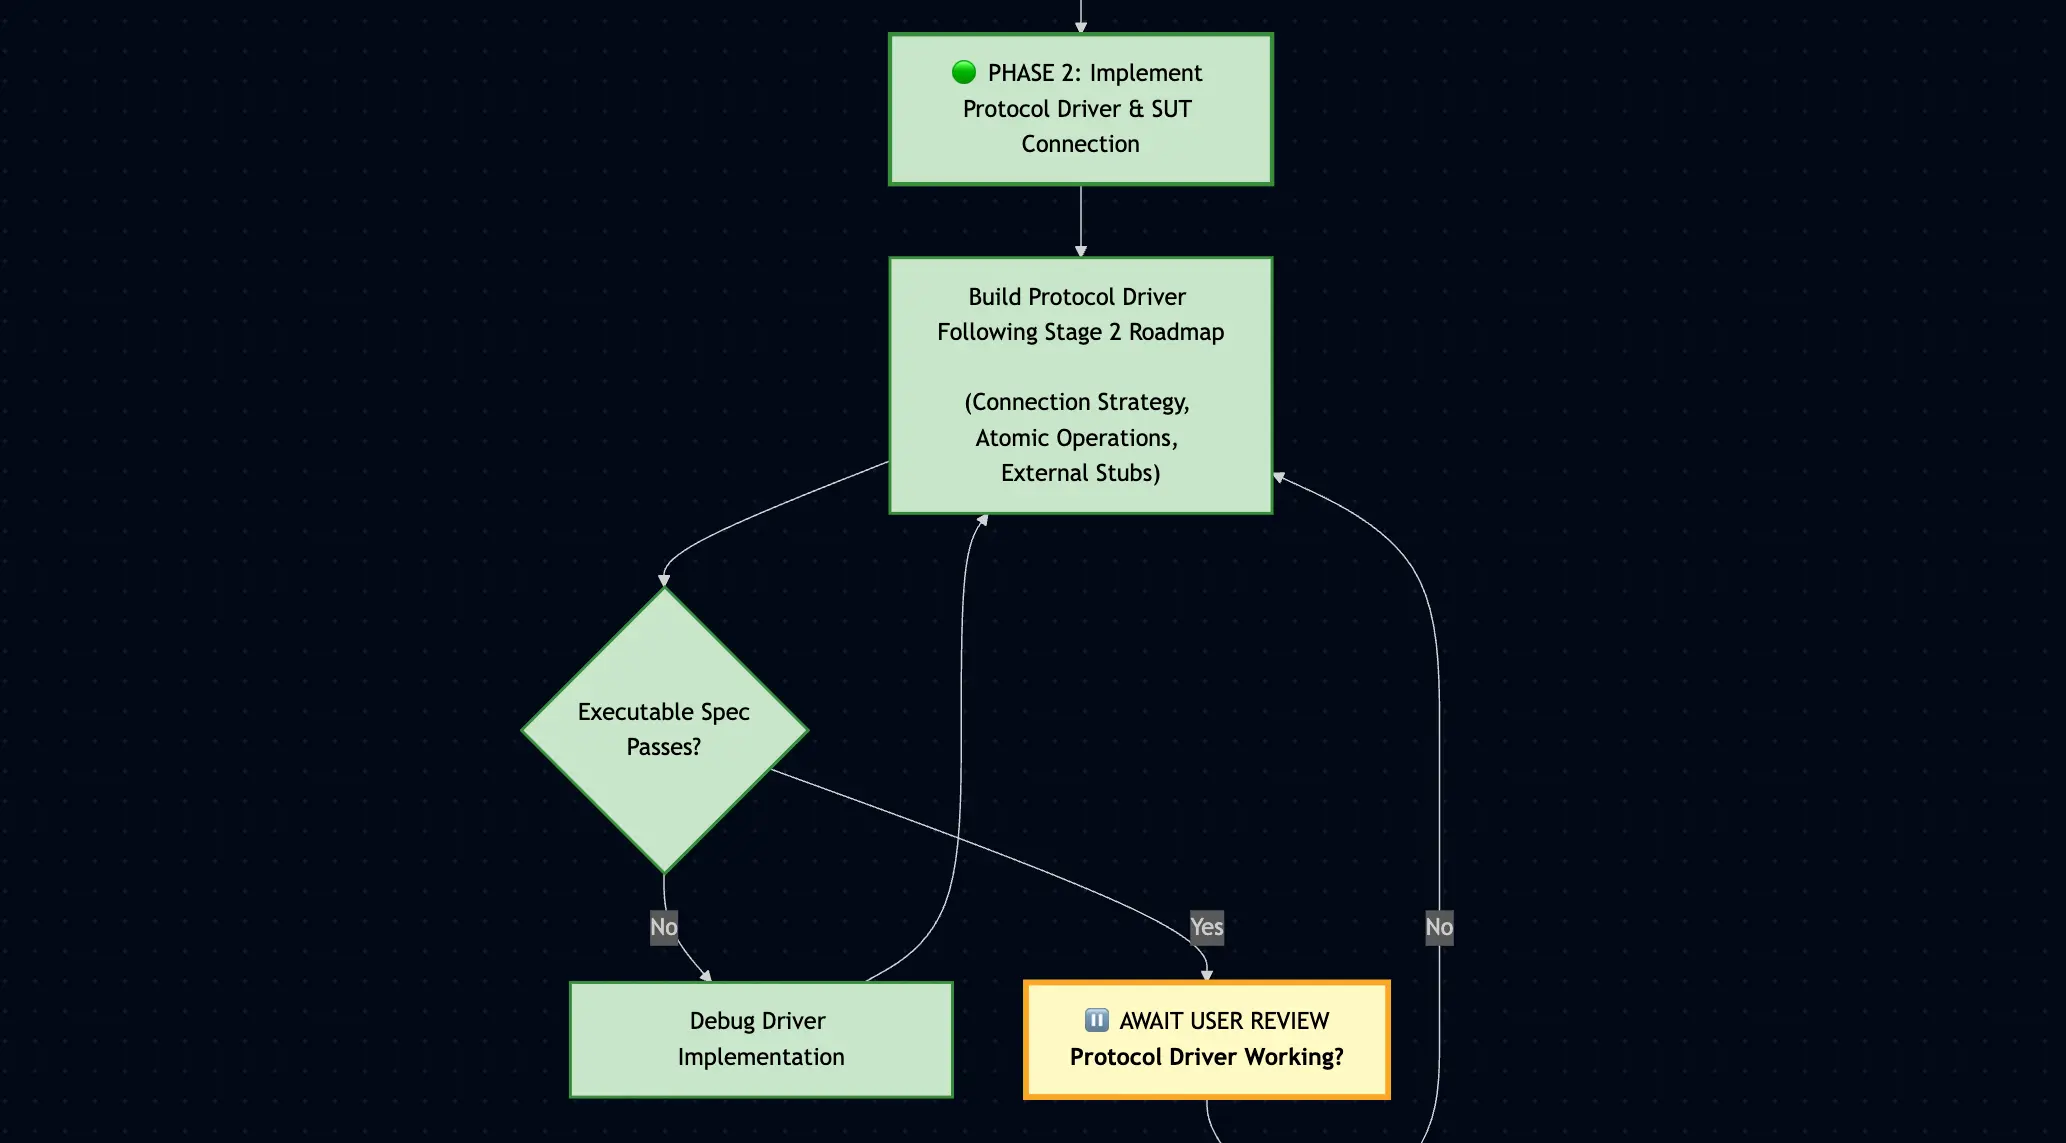 🟢 PHASE 2: Implement
Protocol Driver & SUT
Connection
Build Protocol Driver
Following Stage 2 Roadmap
(Connection Strategy,
Atomic Operations,
External Stubs)
Executable Spec
Passes?
No
Yes
No
Debug Driver
Implementation
⏸️ AWAIT USER REVIEW
Protocol Driver Working?